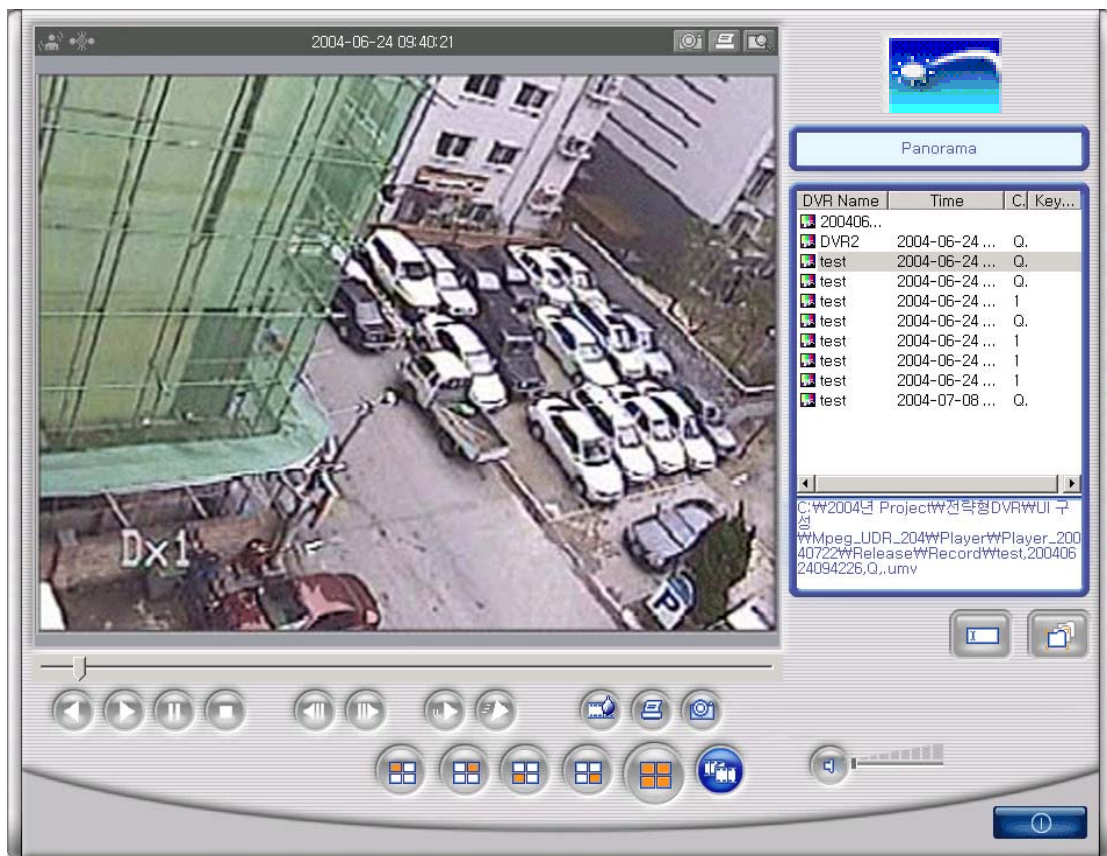 2004-06-24 09:40:21
Dx1
P
Panorama
DVR Name Time C. Key...
200406...
DVR2 2004-06-24 ... Q.
test 2004-06-24 ... Q.
test 2004-06-24 ... Q.
test 2004-06-24 ... 1
test 2004-06-24 ... Q.
test 2004-06-24 ... 1
test 2004-06-24 ... 1
test 2004-06-24 ... 1
test 2004-07-08 ... Q.
C:₩2004년 Project₩전략형DVR₩UI 구
성
₩Mpeg_UDR_204₩Player₩Player_200
40722₩Release₩Record₩test,200406
24094226,Q,.umv